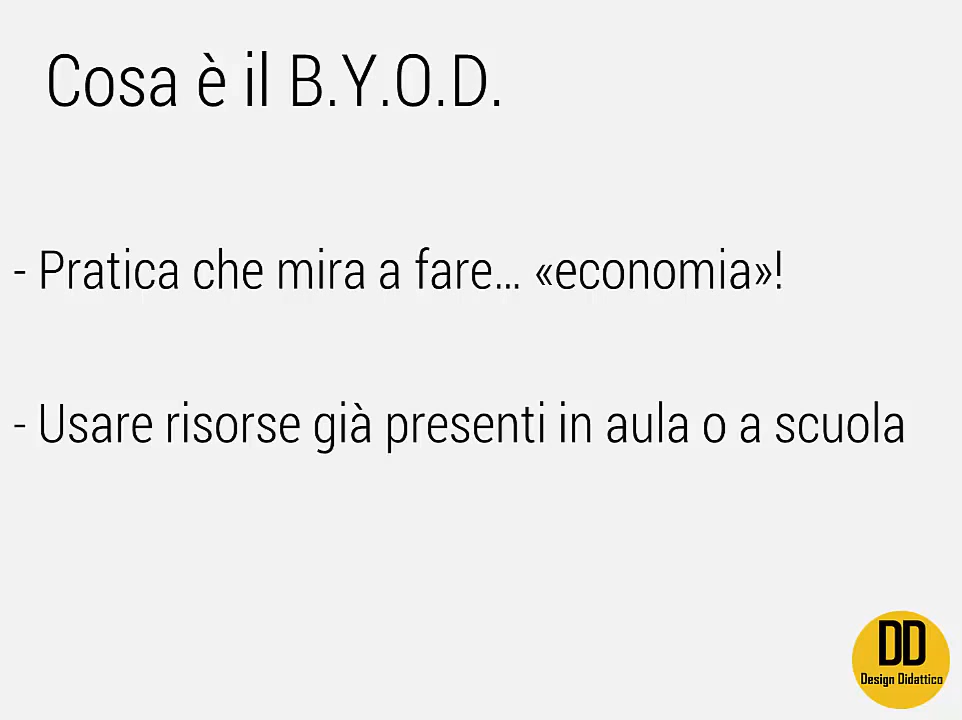 Cosa è il B.Y.O.D.
- Pratica che mira a fare… «economia»!
- Usare risorse già presenti in aula o a scuola
DD
Design Didattico